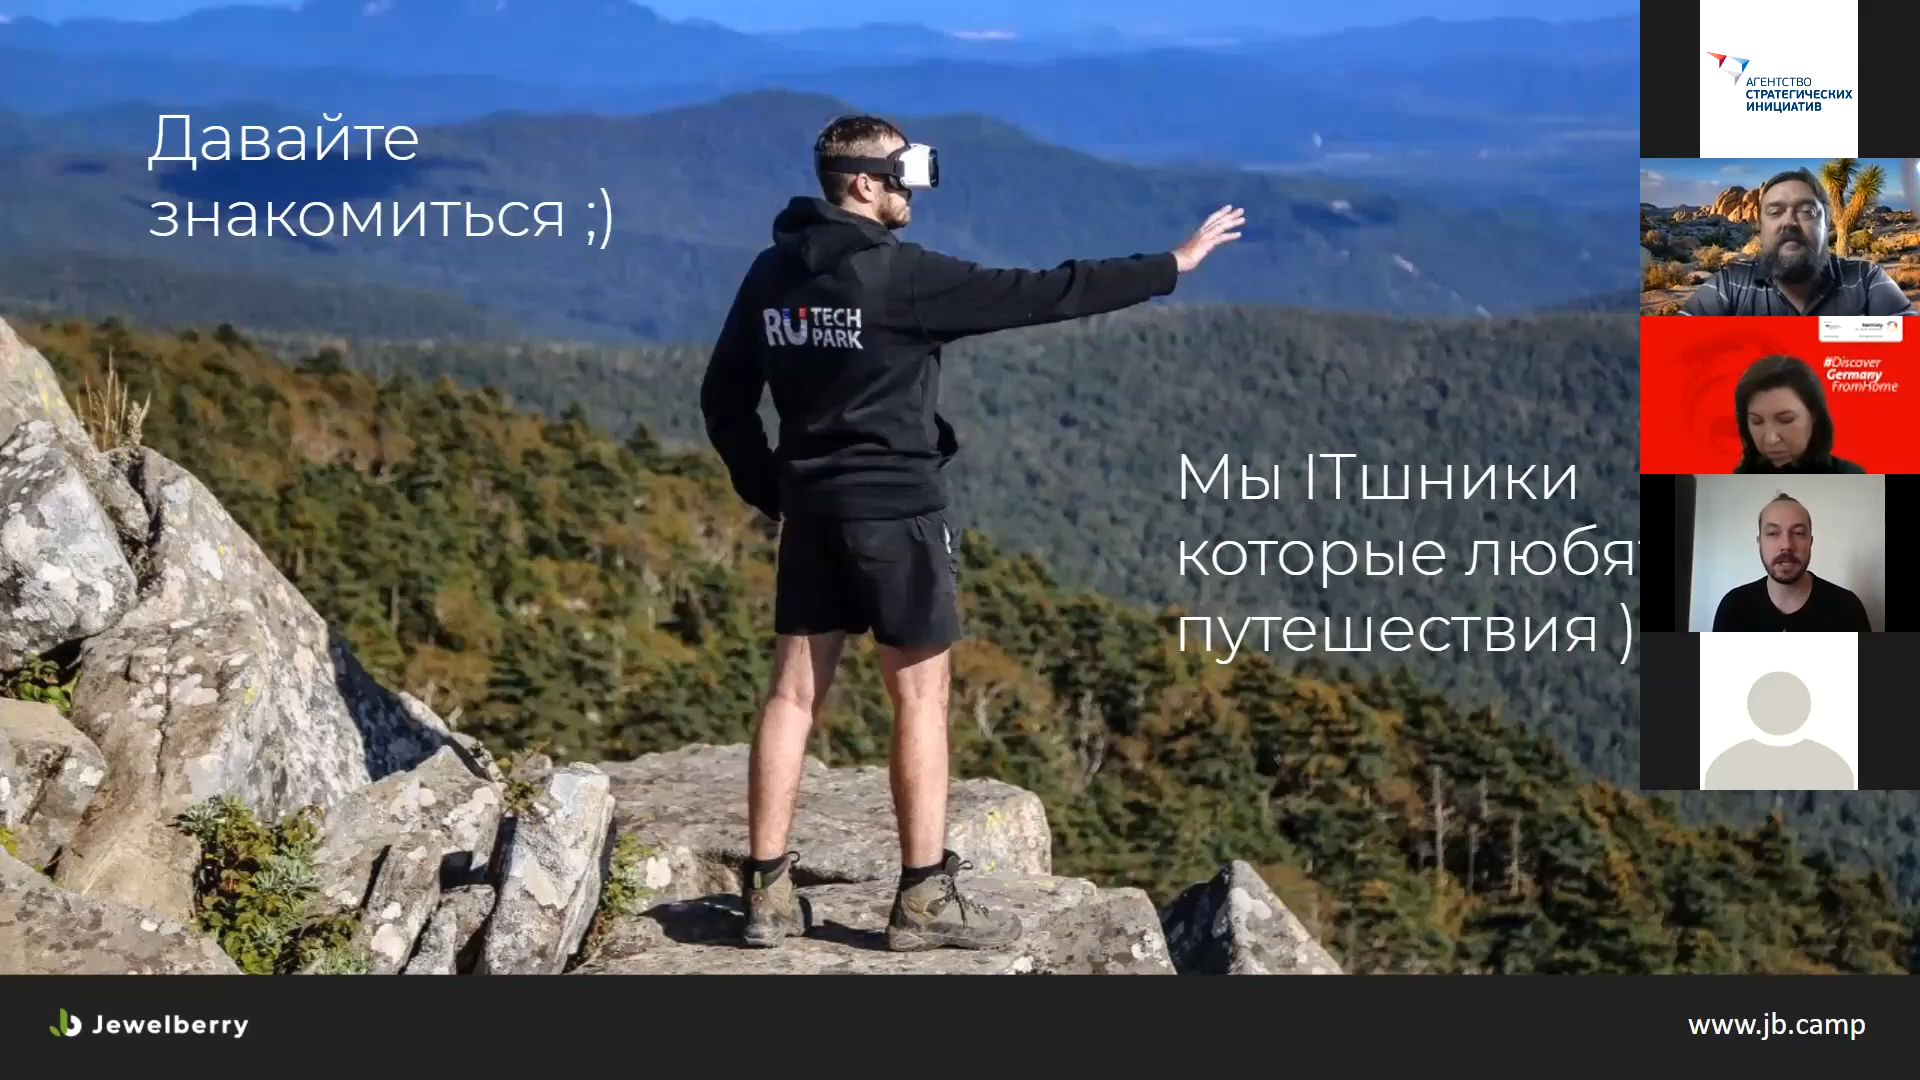 Давайте
знакомиться ;)
RU TECH
PARK
Мы ITшники
которые любя
путешествия )
АГЕНТСТВО
СТРАТЕГИЧЕСКИХ
ИНИЦИАТИВ
#Discover
Germany
FromHome
Jewelberry
www.jb.camp